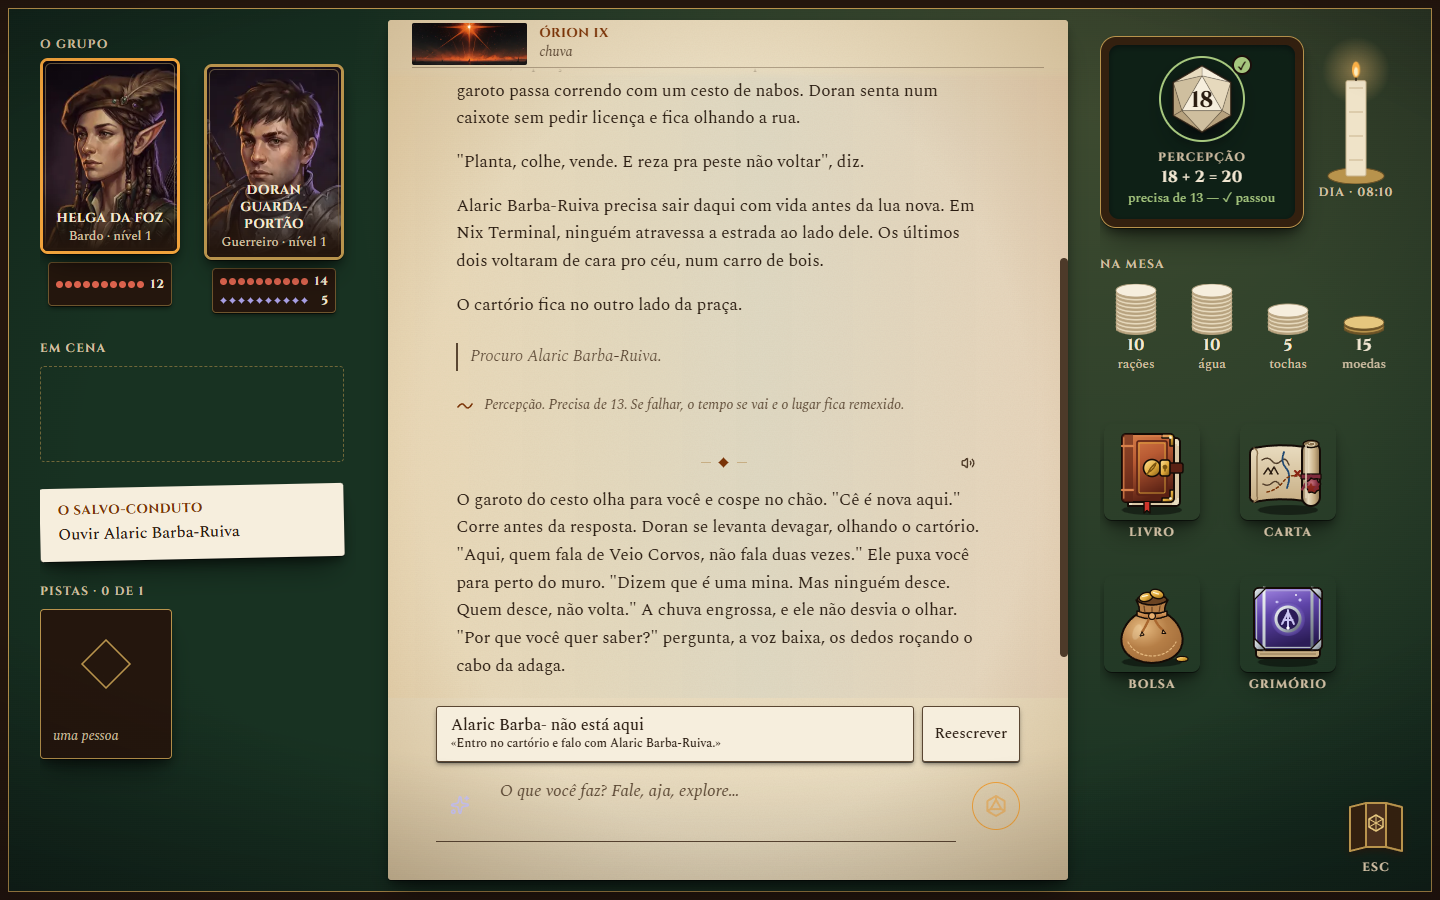 O GRUPO
HELGA DA FOZ
Bardo · nível 1
12
DORAN
GUARDA-
PORTÃO
Guerreiro · nível 1
14
5
EM CENA
O SALVO-CONDUTO
Ouvir Alaric Barba-Ruiva
PISTAS · 0 DE 1
uma pessoa
ÓRION IX
chuva
garoto passa correndo com um cesto de nabos. Doran senta num
caixote sem pedir licença e fica olhando a rua.
"Planta, colhe, vende. E reza pra peste não voltar", diz.
Alaric Barba-Ruiva precisa sair daqui com vida antes da lua nova. Em
Nix Terminal, ninguém atravessa a estrada ao lado dele. Os últimos
dois voltaram de cara pro céu, num carro de bois.
O cartório fica no outro lado da praça.
Procuro Alaric Barba-Ruiva.
Percepção. Precisa de 13. Se falhar, o tempo se vai e o lugar fica remexido.
O garoto do cesto olha para você e cospe no chão. "Cê é nova aqui."
Corre antes da resposta. Doran se levanta devagar, olhando o cartório.
"Aqui, quem fala de Veio Corvos, não fala duas vezes." Ele puxa você
para perto do muro. "Dizem que é uma mina. Mas ninguém desce.
Quem desce, não volta." A chuva engrossa, e ele não desvia o olhar.
"Por que você quer saber?" pergunta, a voz baixa, os dedos roçando o
cabo da adaga.
Alaric Barba- não está aqui
«Entro no cartório e falo com Alaric Barba-Ruiva.»
Reescrever
O que você faz? Fale, aja, explore...
18
PERCEPÇÃO
18 + 2 = 20
precisa de 13 — ✓ passou
DIA · 08:10
NA MESA
10
rações
10
água
5
tochas
15
moedas
LIVRO
CARTA
BOLSA
GRIMÓRIO
ESC